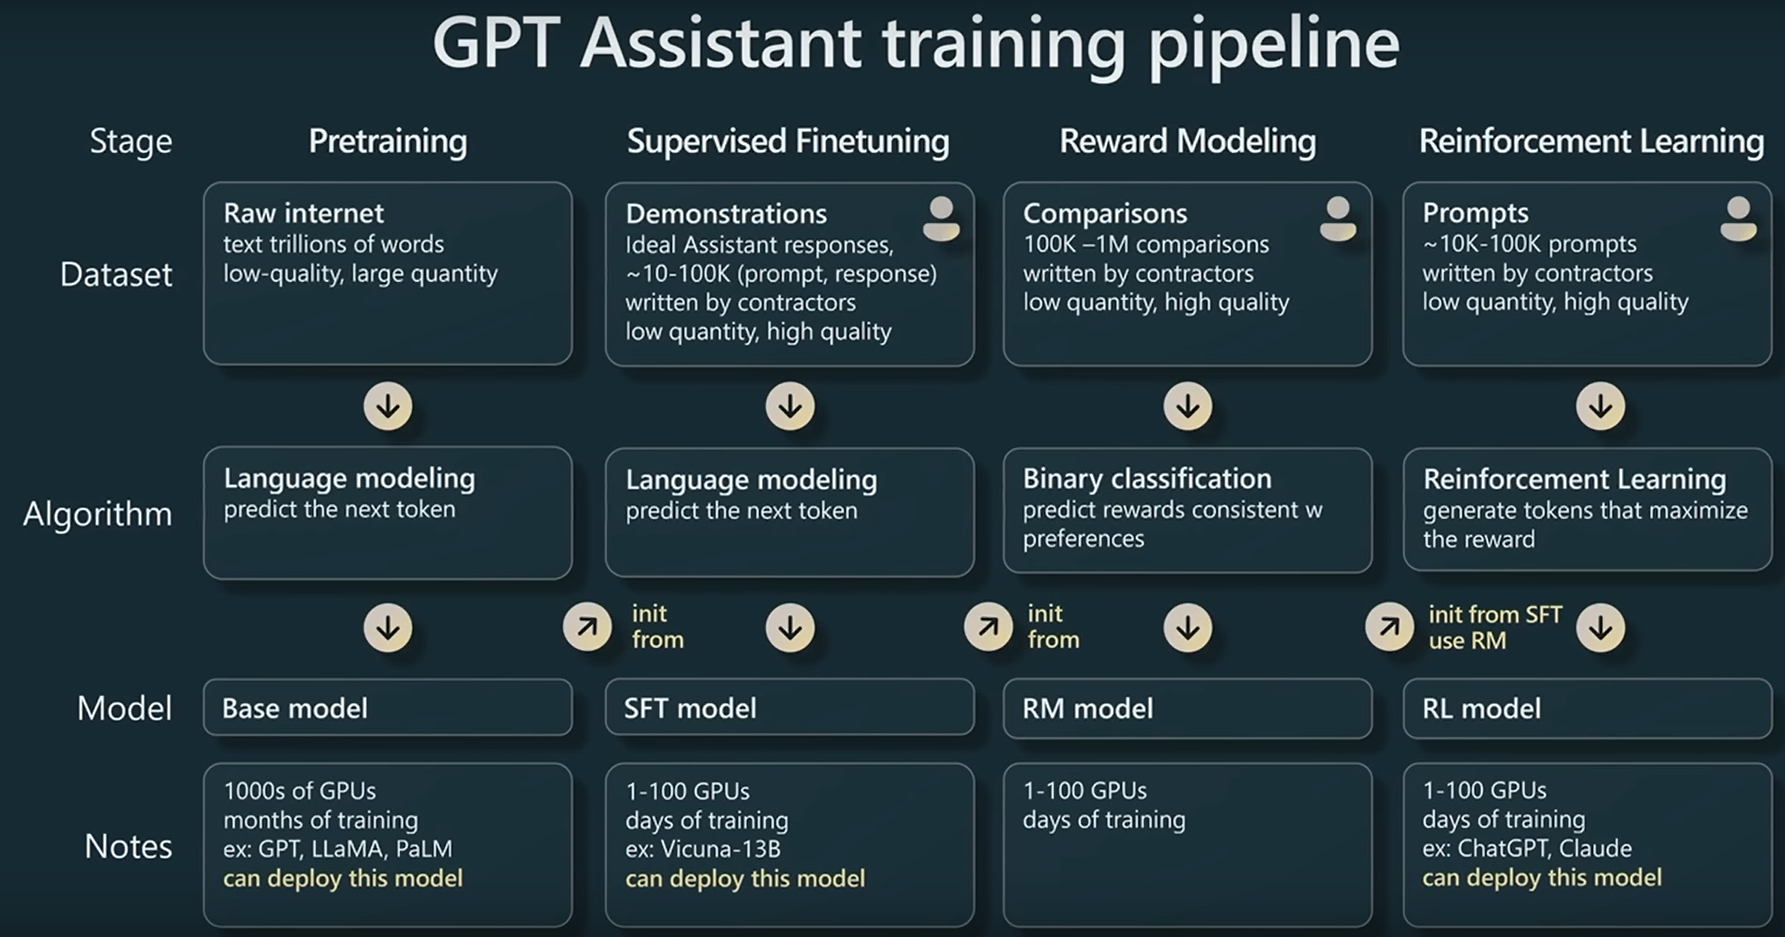 GPT Assistant training pipeline
Stage
Pretraining
Supervised Finetuning
Reward Modeling
Reinforcement Learning
Dataset
Raw internet
text trillions of words
low-quality, large quantity
Demonstrations
Ideal Assistant responses,
~10-100K (prompt, response)
written by contractors
low quantity, high quality
Comparisons
100K –1M comparisons
written by contractors
low quantity, high quality
Prompts
~10K-100K prompts
written by contractors
low quantity, high quality
Algorithm
Language modeling
predict the next token
Language modeling
predict the next token
Binary classification
predict rewards consistent w
preferences
Reinforcement Learning
generate tokens that maximize
the reward
init
from
init
from
init from SFT
use RM
Model
Base model
SFT model
RM model
RL model
Notes
1000s of GPUs
months of training
ex: GPT, LLaMA, PaLM
can deploy this model
1-100 GPUs
days of training
ex: Vicuna-13B
can deploy this model
1-100 GPUs
days of training
1-100 GPUs
days of training
ex: ChatGPT, Claude
can deploy this model